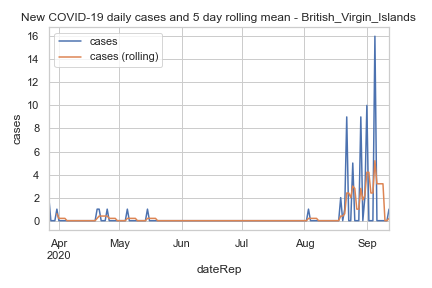 New COVID-19 daily cases and 5 day rolling mean - British_Virgin_Islands
cases
cases (rolling)
16
14
12
10
8
6
4
2
0
cases
Apr
2020
May
Jun
Jul
Aug
Sep
dateRep